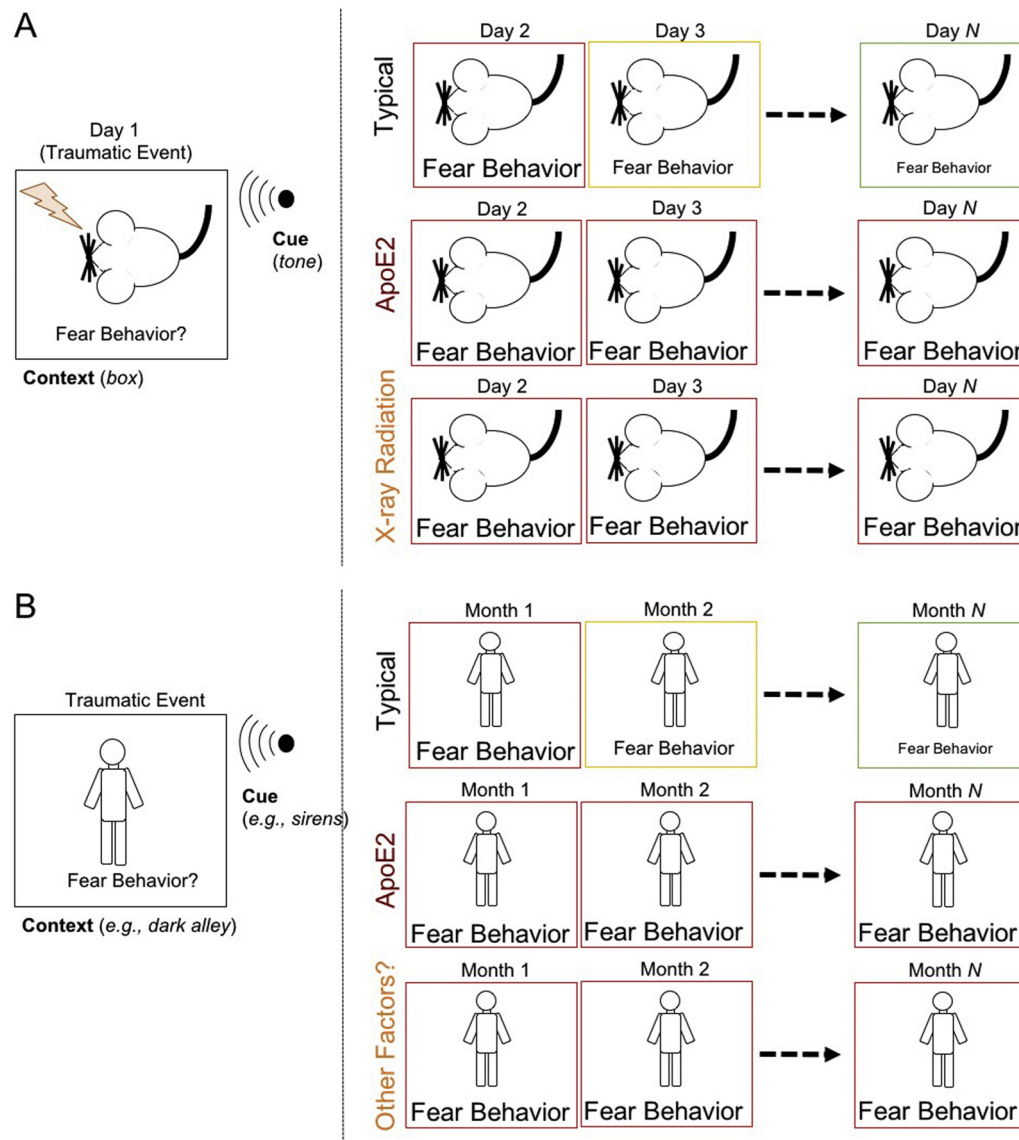 A
Day 1
(Traumatic Event)
Fear Behavior?
Context (box)
Cue
(tone)
Typical
Day 2
Day 3
Day N
Fear Behavior
Fear Behavior
Fear Behavior
ApoE2
Day 2
Day 3
Day N
Fear Behavior
Fear Behavior
Fear Behavior
X-ray Radiation
Day 2
Day 3
Day N
Fear Behavior
Fear Behavior
Fear Behavior
B
Traumatic Event
Fear Behavior?
Context (e.g., dark alley)
Cue
(e.g., sirens)
Typical
Month 1
Month 2
Month N
Fear Behavior
Fear Behavior
Fear Behavior
ApoE2
Month 1
Month 2
Month N
Fear Behavior
Fear Behavior
Fear Behavior
Other Factors?
Month 1
Month 2
Month N
Fear Behavior
Fear Behavior
Fear Behavior